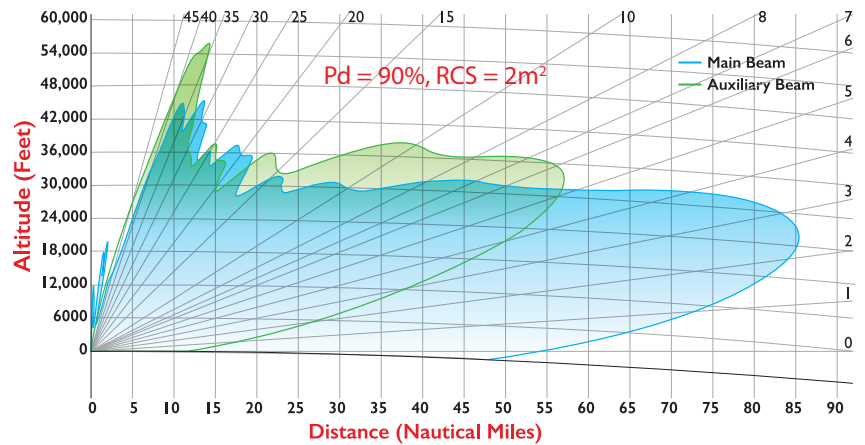 60,000
54,000
48,000
42,000
36,000
30,000
24,000
18,000
12,000
6000
0
Altitude (Feet)
45 40 35 30 25 20 15 10 8 7
6
5
4
3
2
1
0
Pd = 90%, RCS = 2m²
Main Beam
Auxiliary Beam
0 5 10 15 20 25 30 35 40 45 50 55 60 65 70 75 80 85 90
Distance (Nautical Miles)